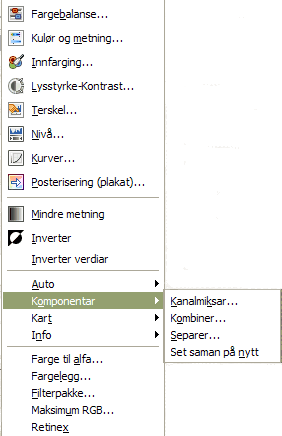 Fargebalanse...
Kulør og metning...
Innfarging...
Lysstyrke-Kontrast...
Terskel...
Nivå...
Kurver...
Posterisering (plakat)...
Mindre metning
Inverter
Inverter verdiar
Auto
Komponentar
Kart
Info
Kanalmiksar...
Kombiner...
Separer...
Set saman på nytt
Farge til alfa...
Fargelegg...
Filterpakke...
Maksimum RGB...
Retinex